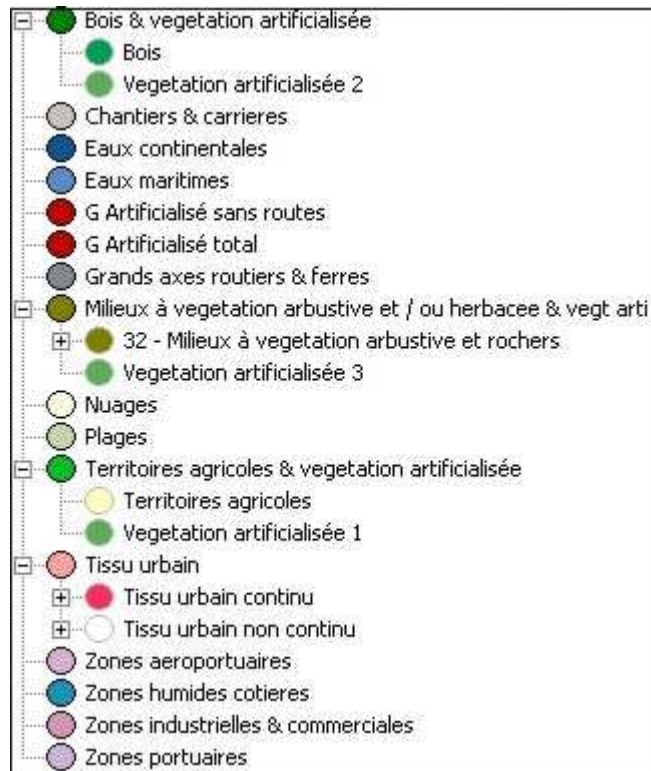 Bois & vegetation artificialisée
Bois
Vegetation artificialisée 2
Chantiers & carrieres
Eaux continentales
Eaux maritimes
G Artificialisé sans routes
G Artificialisé total
Grands axes routiers & ferres
Milieux à vegetation arbustive et / ou herbacee & vegt arti
32 - Milieux à vegetation arbustive et rochers
Vegetation artificialisée 3
Nuages
Plages
Territoires agricoles & vegetation artificialisée
Territoires agricoles
Vegetation artificialisée 1
Tissu urbain
Tissu urbain continu
Tissu urbain non continu
Zones aeroportuaires
Zones humides cotieres
Zones industrielles & commerciales
Zones portuaires